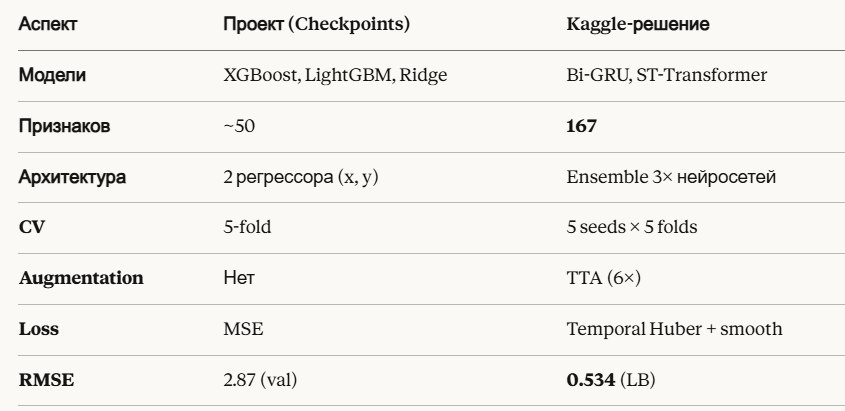 Аспект Проект (Checkpoints) Kaggle-решение
Модели XGBoost, LightGBM, Ridge Bi-GRU, ST-Transformer
Признаков ~50 167
Архитектура 2 регрессора (x, y) Ensemble 3× нейросетей
CV 5-fold 5 seeds × 5 folds
Augmentation Нет TTA (6×)
Loss MSE Temporal Huber + smooth
RMSE 2.87 (val) 0.534 (LB)